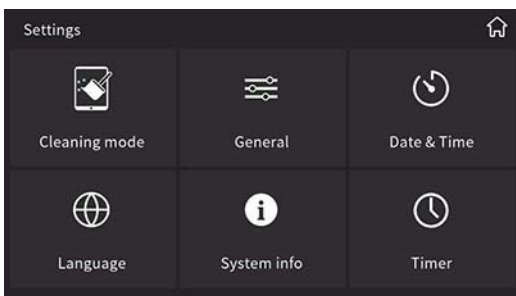 Settings
Cleaning mode
General
Date & Time
Language
System info
Timer